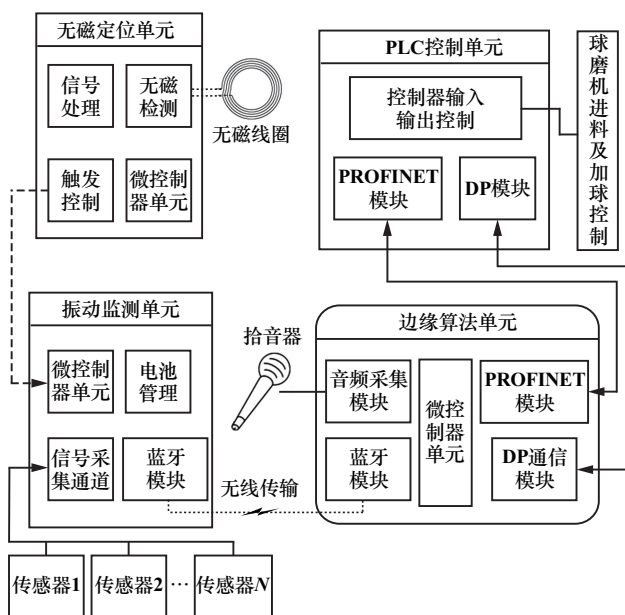 无磁定位单元
信号
处理
无磁
检测
无磁线圈
触发
控制
微控制
器单元
PLC控制单元
控制器输入
输出控制
PROFINET
模块
DP模块
球磨机进料及加球控制
振动监测单元
微控制
器单元
电池
管理
信号采
集通道
蓝牙
模块
拾音器
无线传输
边缘算法单元
音频采集
模块
蓝牙
模块
微
控制
器
单元
PROFINET
模块
DP通信
模块
传感器1
传感器2
…
传感器N